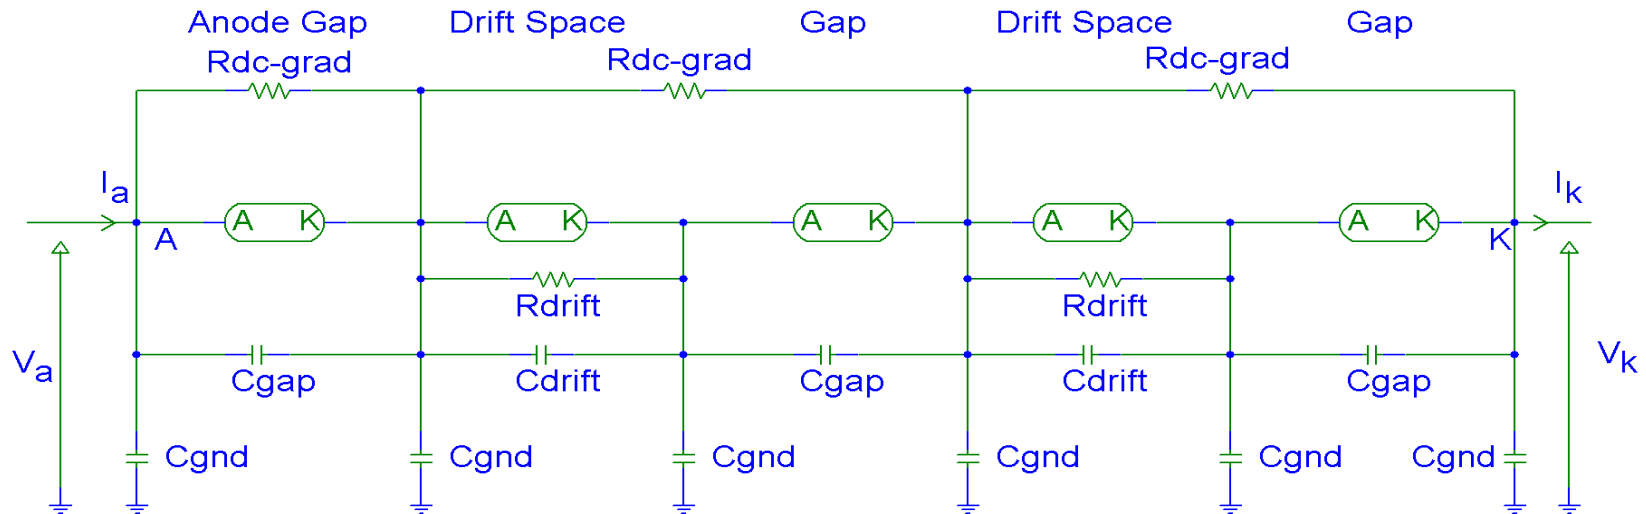 Anode Gap Drift Space Gap Drift Space Gap
Rdc-grad Rdc-grad Rdc-grad
Ia Ik
A K A K A K A K A K
A K
Rdrift Rdrift
Va Vk
Cgap Cdrift Cgap Cdrift Cgap
Cgnd Cgnd Cgnd Cgnd Cgnd Cgnd